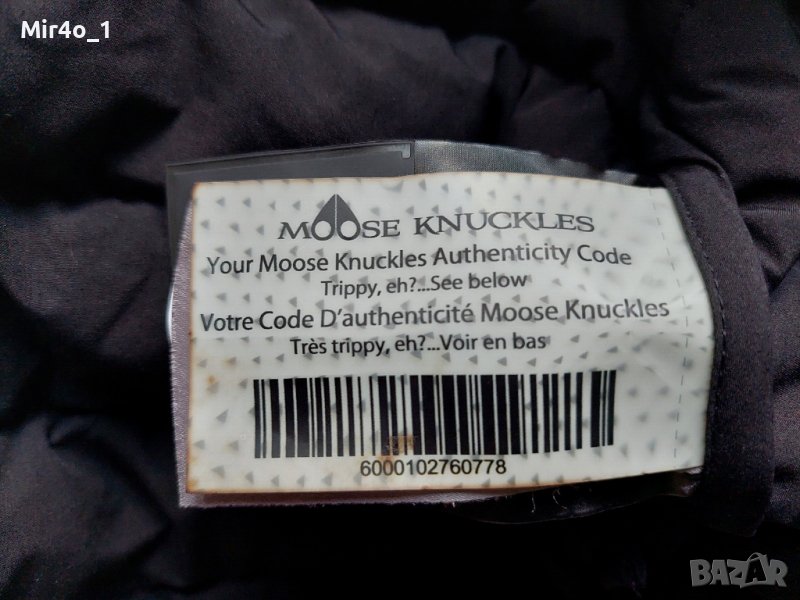 Mir4o_1
MOOSE KNUCKLES
Your Moose Knuckles Authenticity Code
Trippy, eh?...See below
Votre Code D'authenticité Moose Knuckles
Très trippy, eh?...Voir en bas
6000102760778
BAZAR